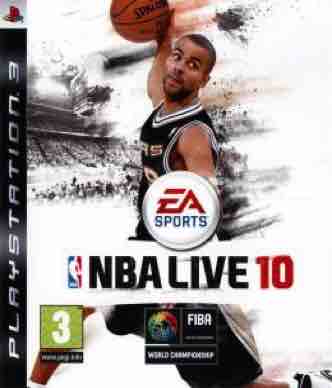 PLAYSTATION 3
EA
SPORTS
NBA LIVE 10
3
www.pegi.info
FIBA
WORLD CHAMPIONSHIP